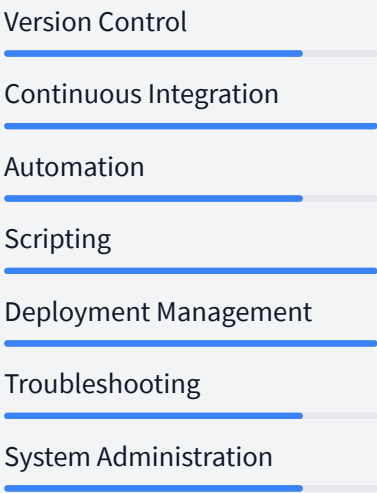 Version Control
Continuous Integration
Automation
Scripting
Deployment Management
Troubleshooting
System Administration